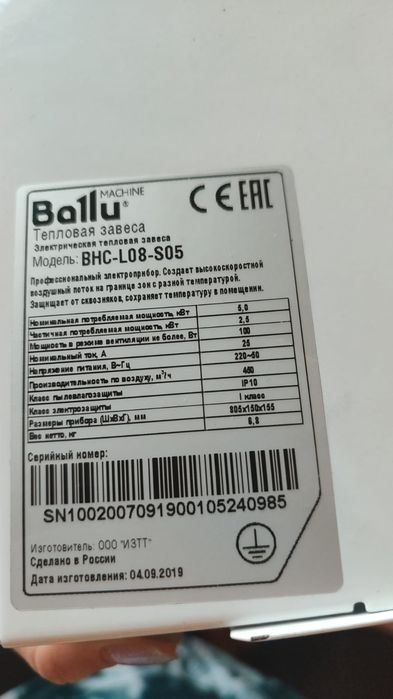 Ballu® MACHINE
CE EAC
Тепловая завеса
Электрическая тепловая завеса
Модель: BHC-L08-S05
Профессиональный электроприбор. Создает высокоскоростной
воздушный поток на границе зон с разной температурой.
Защищает от сквозняков, сохраняет температуру в помещении.
Номинальная потребляемая мощность, кВт 5,0
Частичная потребляемая мощность, кВт 2,5
Мощность в режиме вентиляции не более, Вт 100
Номинальный ток, А 25
Напряжение питания, В~Гц 220~50
Производительность по воздуху, м³/ч 450
Класс пылевлагозащиты IP10
Класс электрозащиты I класс
Размеры прибора (ШхВхГ), мм 805х150х155
Вес нетто, кг 6,8
Серийный номер:
SN1002007091900105240985
Изготовитель: ООО "ИЗТТ"
Сделано в России
Дата изготовления: 04.09.2019